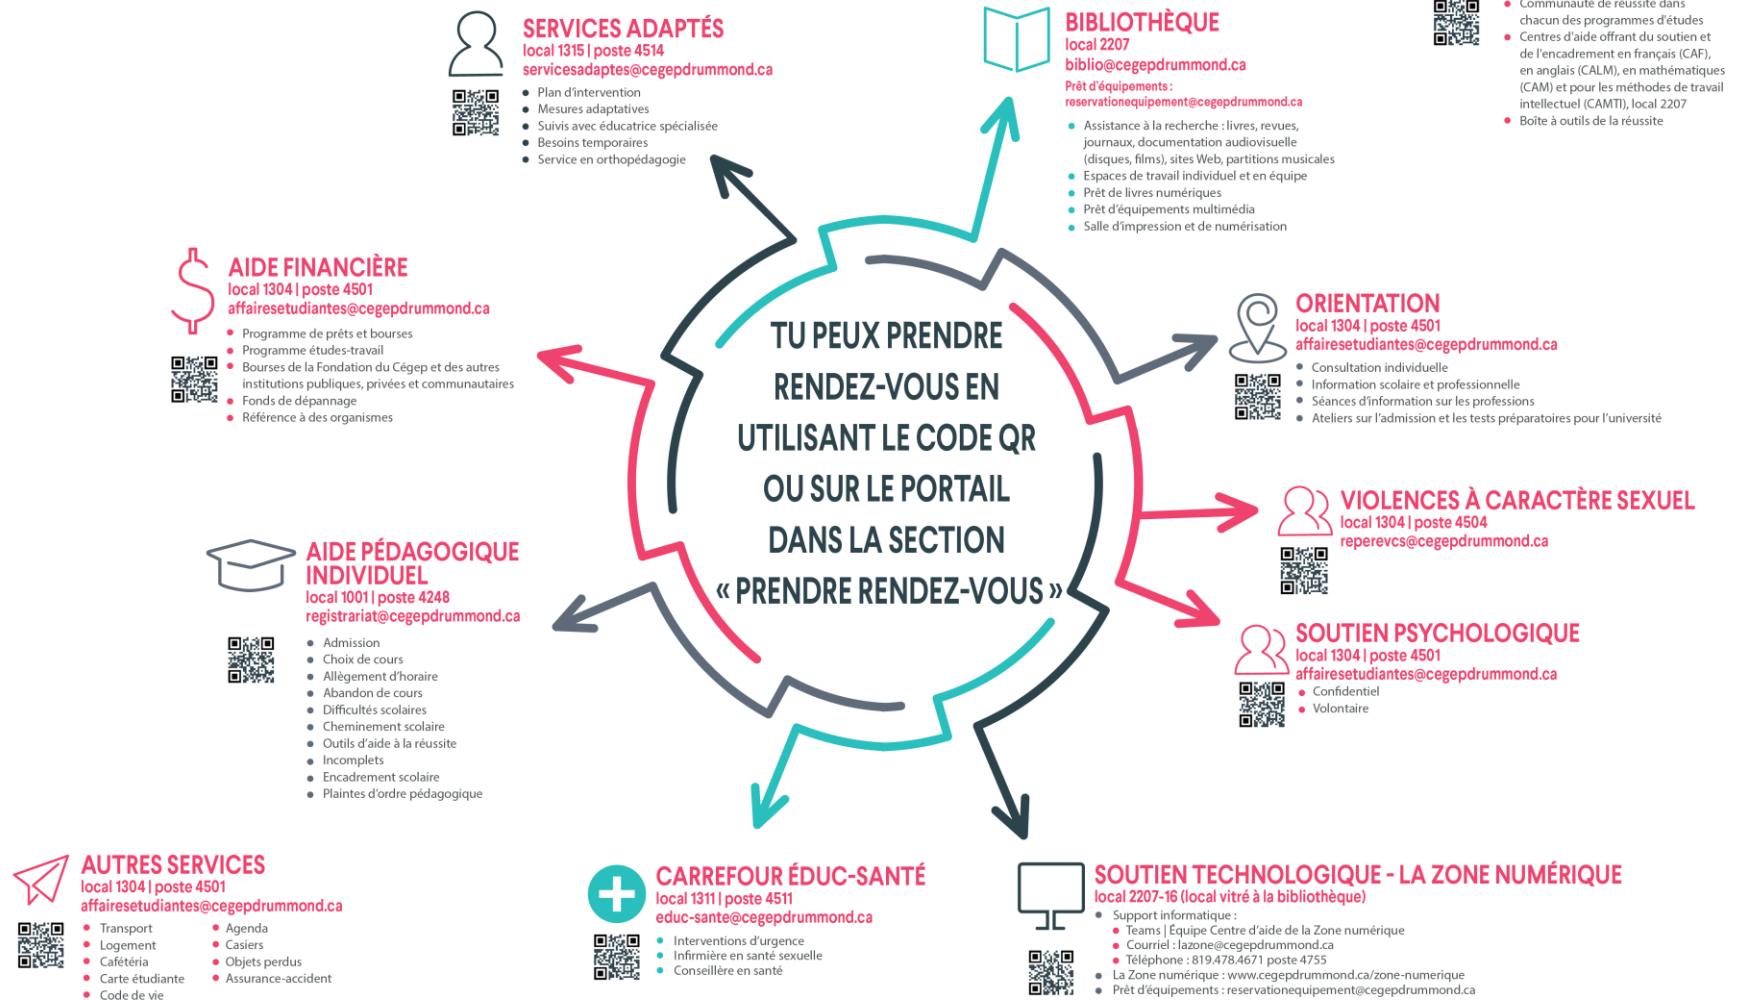 Communauté de réussite dans
chacun des programmes d'études
Centres d'aide offrant du soutien et
de l'encadrement en français (CAF),
en anglais (CALM), en mathématiques
(CAM) et pour les méthodes de travail
intellectuel (CAMTI), local 2207
Boîte à outils de la réussite
SERVICES ADAPTÉS
local 1315 | poste 4514
servicesadaptes@cegepdrummond.ca
Plan d'intervention
Mesures adaptatives
Suivis avec éducatrice spécialisée
Besoins temporaires
Service en orthopédagogie
BIBLIOTHÈQUE
local 2207
biblio@cegepdrummond.ca
Prêt d'équipements :
reservationequipement@cegepdrummond.ca
Assistance à la recherche : livres, revues,
journaux, documentation audiovisuelle
(disques, films), sites Web, partitions musicales
Espaces de travail individuel et en équipe
Prêt de livres numériques
Prêt d'équipements multimédia
Salle d'impression et de numérisation
AIDE FINANCIÈRE
local 1304 | poste 4501
affairesetudiantes@cegepdrummond.ca
Programme de prêts et bourses
Programme études-travail
Bourses de la Fondation du Cégep et des autres
institutions publiques, privées et communautaires
Fonds de dépannage
Référence à des organismes
TU PEUX PRENDRE
RENDEZ-VOUS EN
UTILISANT LE CODE QR
OU SUR LE PORTAIL
DANS LA SECTION
« PRENDRE RENDEZ-VOUS »
ORIENTATION
local 1304 | poste 4501
affairesetudiantes@cegepdrummond.ca
Consultation individuelle
Information scolaire et professionnelle
Séances d'information sur les professions
Ateliers sur l'admission et les tests préparatoires pour l'université
VIOLENCES À CARACTÈRE SEXUEL
local 1304 | poste 4504
reperevcs@cegepdrummond.ca
AIDE PÉDAGOGIQUE
INDIVIDUEL
local 1001 | poste 4248
registrariat@cegepdrummond.ca
Admission
Choix de cours
Allègement d'horaire
Abandon de cours
Difficultés scolaires
Cheminement scolaire
Outils d'aide à la réussite
Incomplets
Encadrement scolaire
Plaintes d'ordre pédagogique
SOUTIEN PSYCHOLOGIQUE
local 1304 | poste 4501
affairesetudiantes@cegepdrummond.ca
Confidentiel
Volontaire
AUTRES SERVICES
local 1304 | poste 4501
affairesetudiantes@cegepdrummond.ca
Transport
Logement
Cafétéria
Carte étudiante
Code de vie
Agenda
Casiers
Objets perdus
Assurance-accident
CARREFOUR ÉDUC-SANTÉ
local 1311 | poste 4511
educ-sante@cegepdrummond.ca
Interventions d'urgence
Infirmière en santé sexuelle
Conseillère en santé
SOUTIEN TECHNOLOGIQUE - LA ZONE NUMÉRIQUE
local 2207-16 (local vitré à la bibliothèque)
Support informatique :
Teams | Équipe Centre d'aide de la Zone numérique
Courriel : lazone@cegepdrummond.ca
Téléphone : 819.478.4671 poste 4755
La Zone numérique : www.cegepdrummond.ca/zone-numerique
Prêt d'équipements : reservationequipement@cegepdrummond.ca